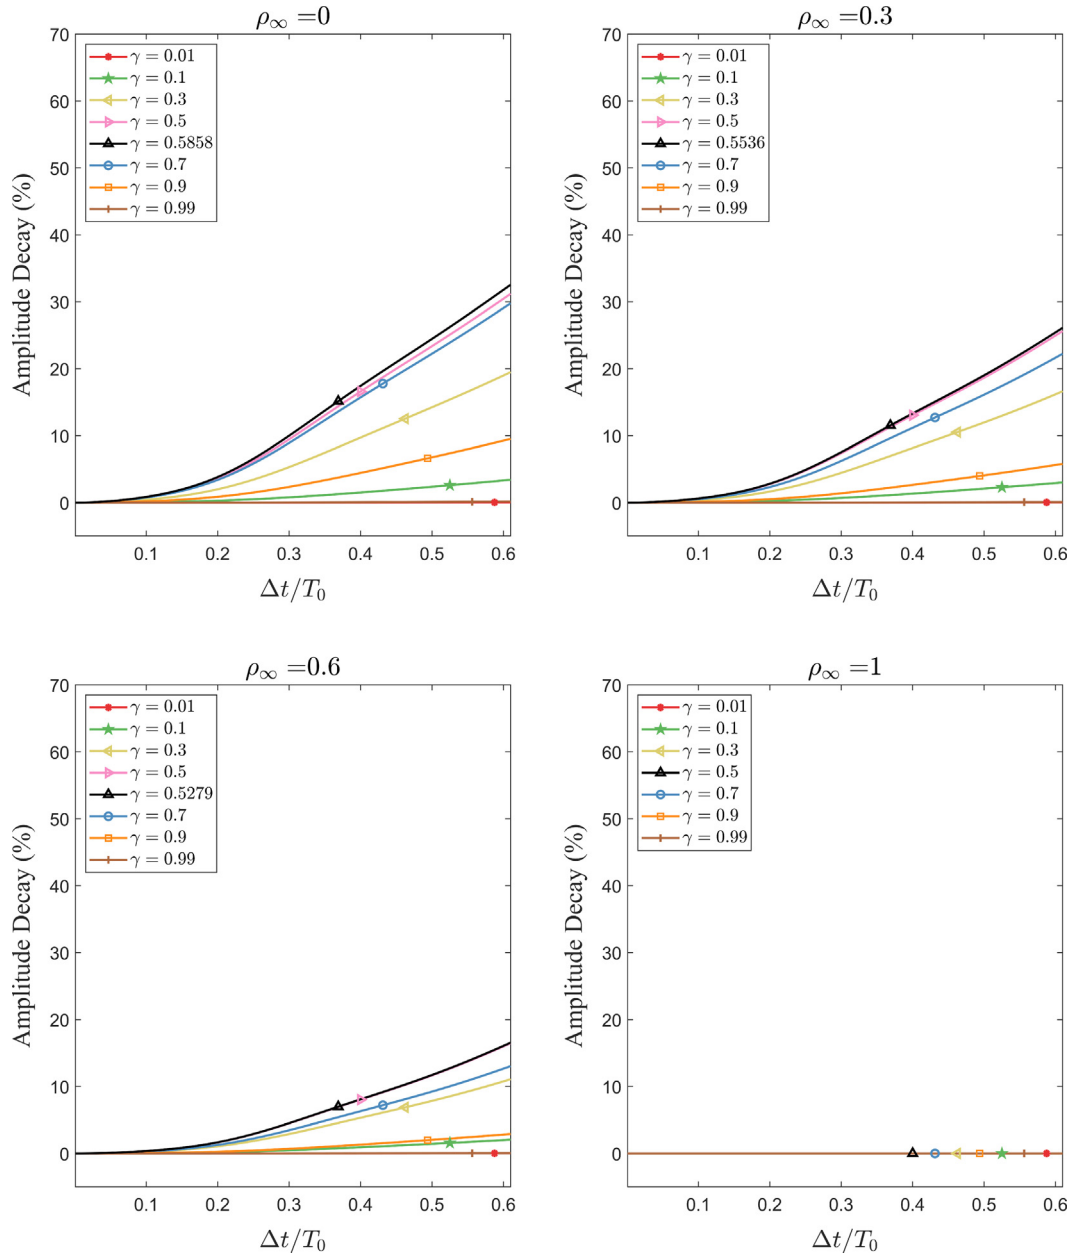 ρ∞ =0
70
60
50
40
30
20
10
0
Amplitude Decay (%)
γ = 0.01
γ = 0.1
γ = 0.3
γ = 0.5
γ = 0.5858
γ = 0.7
γ = 0.9
γ = 0.99
0.1 0.2 0.3 0.4 0.5 0.6
Δt/T₀
ρ∞ =0.3
70
60
50
40
30
20
10
0
Amplitude Decay (%)
γ = 0.01
γ = 0.1
γ = 0.3
γ = 0.5
γ = 0.5536
γ = 0.7
γ = 0.9
γ = 0.99
0.1 0.2 0.3 0.4 0.5 0.6
Δt/T₀
ρ∞ =0.6
70
60
50
40
30
20
10
0
Amplitude Decay (%)
γ = 0.01
γ = 0.1
γ = 0.3
γ = 0.5
γ = 0.5279
γ = 0.7
γ = 0.9
γ = 0.99
0.1 0.2 0.3 0.4 0.5 0.6
Δt/T₀
ρ∞ =1
70
60
50
40
30
20
10
0
Amplitude Decay (%)
γ = 0.01
γ = 0.1
γ = 0.3
γ = 0.5
γ = 0.7
γ = 0.9
γ = 0.99
0.1 0.2 0.3 0.4 0.5 0.6
Δt/T₀